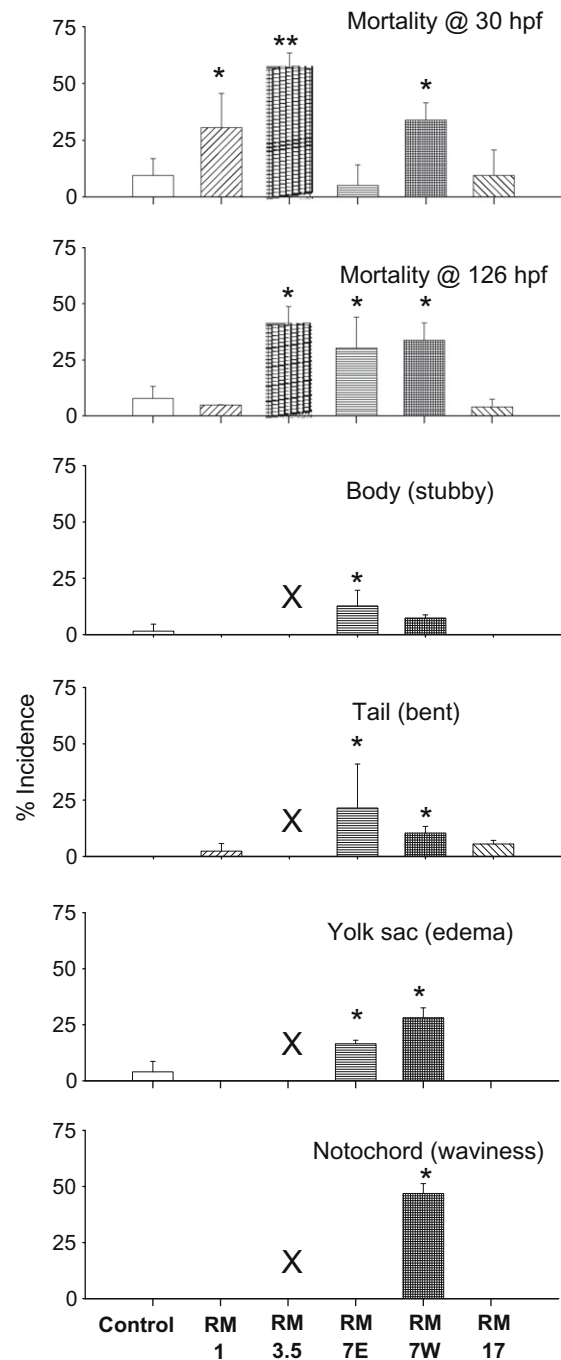 Mortality @ 30 hpf
75
50
25
0
*
**
*
Mortality @ 126 hpf
75
50
25
0
*
*
*
Body (stubby)
75
50
25
0
X
*
Tail (bent)
75
50
25
0
X
*
*
% Incidence
Yolk sac (edema)
75
50
25
0
X
*
*
Notochord (waviness)
75
50
25
0
X
*
Control RM RM RM RM RM
1 3.5 7E 7W 17